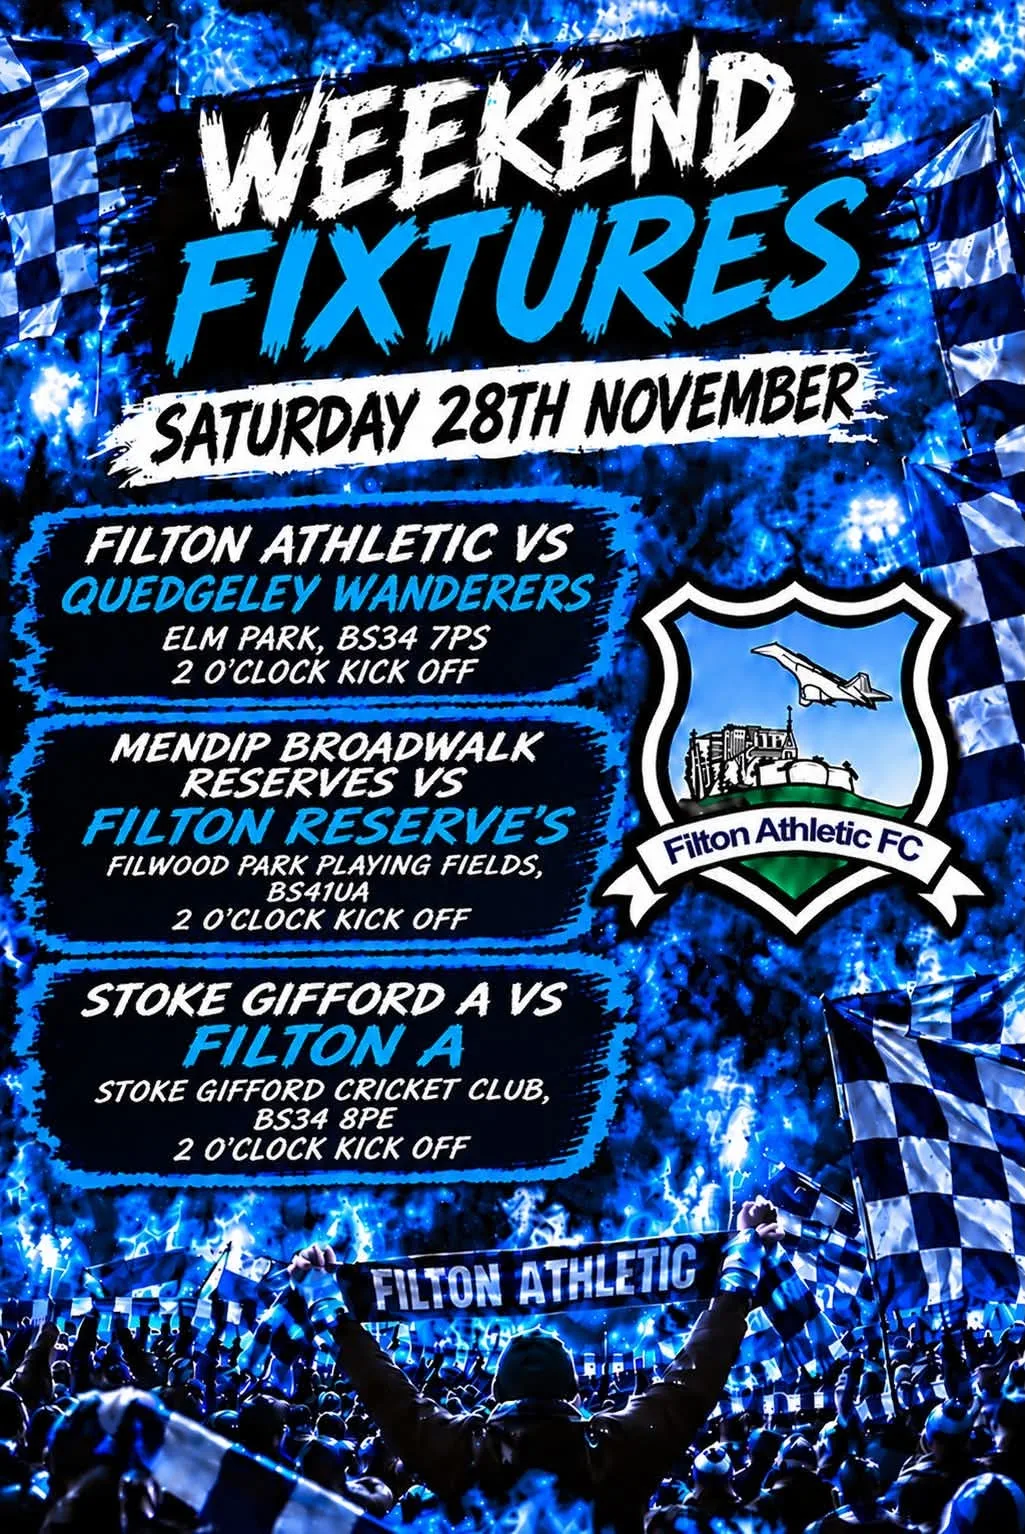 WEEKEND
FIXTURES
SATURDAY 28TH NOVEMBER
FILTON ATHLETIC VS
QUEDGELEY WANDERERS
ELM PARK, BS34 7PS
2 O'CLOCK KICK OFF
MENDIP BROADWALK
RESERVES VS
FILTON RESERVE'S
FILWOOD PARK PLAYING FIELDS,
BS41UA
2 O'CLOCK KICK OFF
STOKE GIFFORD A VS
FILTON A
STOKE GIFFORD CRICKET CLUB,
BS34 8PE
2 O'CLOCK KICK OFF
Filton Athletic FC
FILTON ATHLETIC